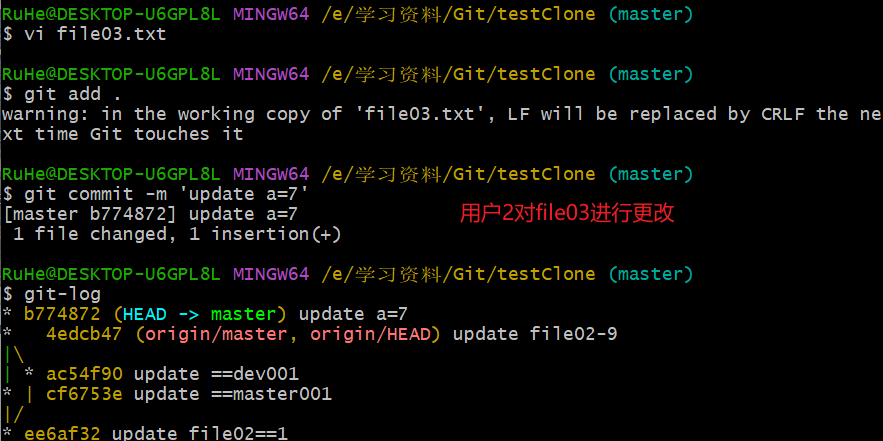 RuHe@DESKTOP-U6GPL8L MINGW64 /e/学习资料/Git/testClone (master)
$ vi file03.txt
RuHe@DESKTOP-U6GPL8L MINGW64 /e/学习资料/Git/testClone (master)
$ git add .
warning: in the working copy of 'file03.txt', LF will be replaced by CRLF the ne
xt time Git touches it
RuHe@DESKTOP-U6GPL8L MINGW64 /e/学习资料/Git/testClone (master)
$ git commit -m 'update a=7'
[master b774872] update a=7
用户2对file03进行更改
1 file changed, 1 insertion(+)
RuHe@DESKTOP-U6GPL8L MINGW64 /e/学习资料/Git/testClone (master)
$ git-log
* b774872 (HEAD -> master) update a=7
*   4edcb47 (origin/master, origin/HEAD) update file02-9
|\
| * ac54f90 update ==dev001
* | cf6753e update ==master001
|/
* ee6af32 update file02==1